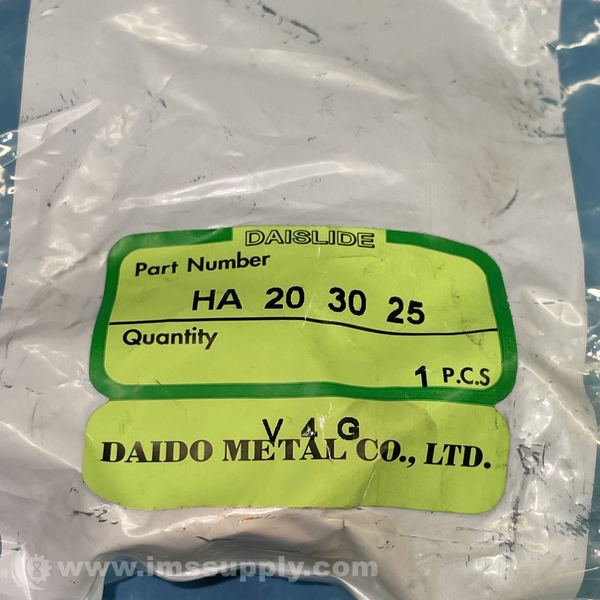 DAISLIDE
Part Number
HA 20 30 25
Quantity
1 P.C.S
V 4 G
DAIDO METAL CO., LTD.
www.imssupply.com